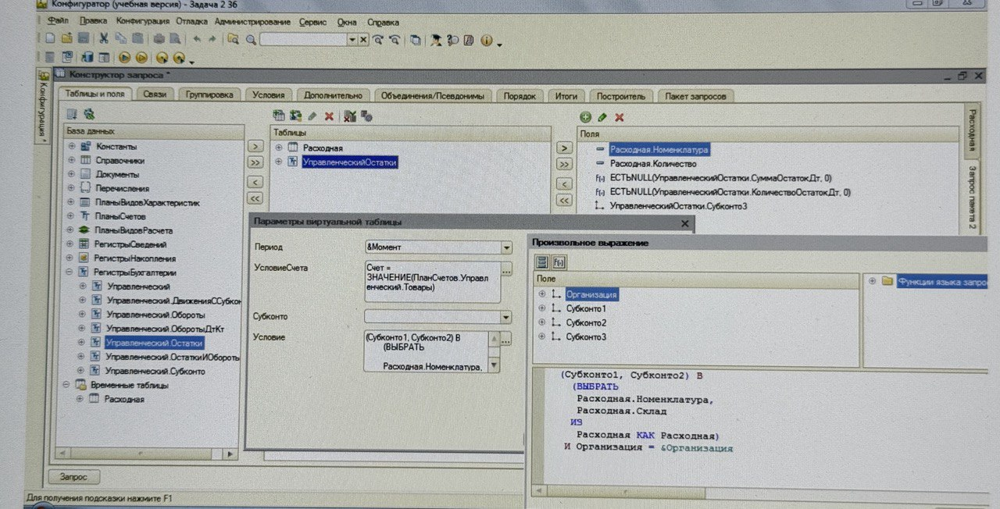 Конфигуратор (учебная версия) - Задача 2 36
Файл Правка Конфигурация Отладка Администрирование Сервис Окна Справка
Конструктор запроса *
Конфигурация *
Таблицы и поля Связи Группировка Условия Дополнительно Объединения/Псевдонимы Порядок Итоги Построитель Пакет запросов
База данных
Константы
Справочники
Документы
Перечисления
ПланыВидовХарактеристик
ПланыСчетов
ПланыВидовРасчета
РегистрыСведений
РегистрыНакопления
РегистрыБухгалтерии
Управленческий
Управленческий.ДвиженияССубкон
Управленческий.Обороты
Управленческий.ОборотыДтКт
Управленческий.Остатки
Управленческий.ОстаткиИОбороты
Управленческий.Субконто
Временные таблицы
Расходная
Таблицы
Расходная
УправленческийОстатки
Поля
Расходная.Номенклатура
Расходная.Количество
ЕСТЬNULL(УправленческийОстатки.СуммаОстатокДт, 0)
ЕСТЬNULL(УправленческийОстатки.КоличествоОстатокДт, 0)
УправленческийОстатки.Субконто3
Расходная
Запрос пакета 2
Параметры виртуальной таблицы
Период &Момент
УсловиеСчета Счет =
ЗНАЧЕНИЕ(ПланСчетов.Управл
енческий.Товары)
Субконто
Условие (Субконто1, Субконто2) В
(ВЫБРАТЬ
Расходная.Номенклатура,
Произвольное выражение
Поле
Организация
Субконто1
Субконто2
Субконто3
Функции языка запро
(Субконто1, Субконто2) В
(ВЫБРАТЬ
Расходная.Номенклатура,
Расходная.Склад
ИЗ
Расходная КАК Расходная)
И Организация = &Организация
Запрос
Для получения подсказки нажмите F1